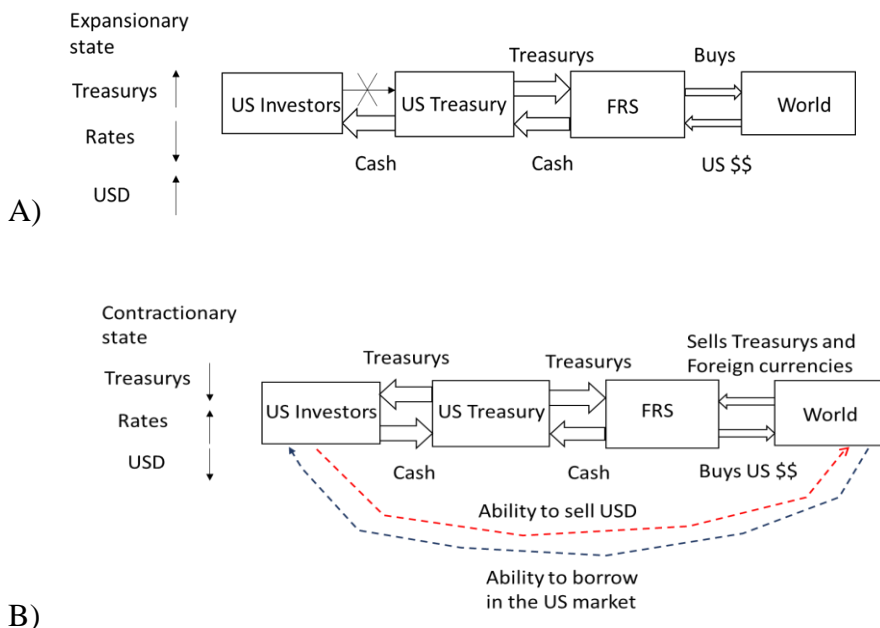 Expansionary
state
Treasurys
Rates
USD
Treasurys
Buys
US Investors
US Treasury
FRS
World
Cash
Cash
US $$
A)
Contractionary
state
Treasurys
Rates
USD
Treasurys
Treasurys
Sells Treasurys and
Foreign currencies
US Investors
US Treasury
FRS
World
Cash
Cash
Buys US $$
Ability to sell USD
Ability to borrow
in the US market
B)